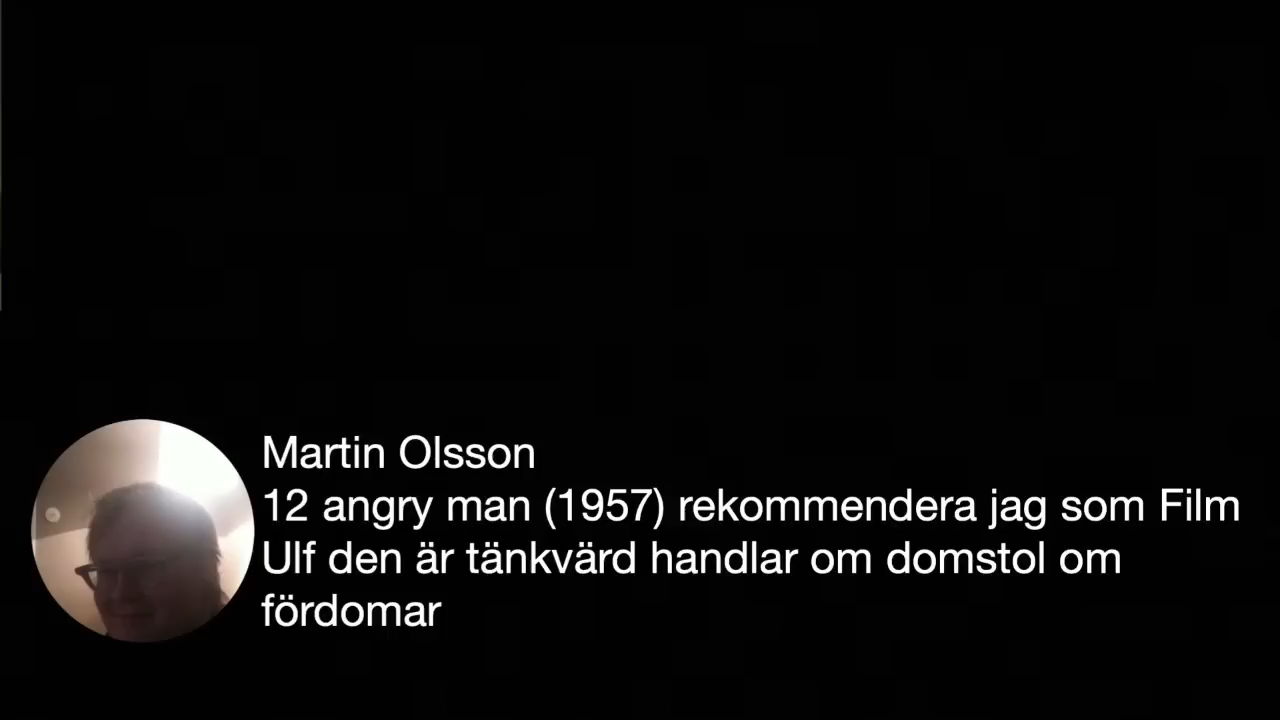 Martin Olsson
12 angry man (1957) rekommendera jag som Film
Ulf den är tänkvärd handlar om domstol om
fördomar